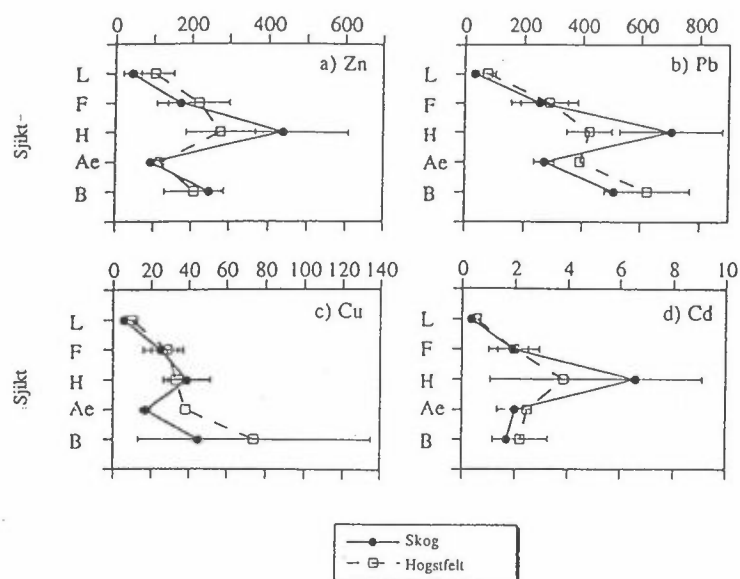 0 200 400 600
0 200 400 600 800
a) Zn
b) Pb
L
F
H
Ae
B
Sjikt
L
F
H
Ae
B
0 20 40 60 80 100 120 140
0 2 4 6 8 10
c) Cu
d) Cd
L
F
H
Ae
B
Sjikt
L
F
H
Ae
B
Skog
Hogstfelt